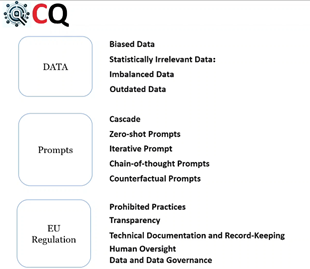 CQ
DATA
Biased Data
Statistically Irrelevant Data:
Imbalanced Data
Outdated Data
Prompts
Cascade
Zero-shot Prompts
Iterative Prompt
Chain-of-thought Prompts
Counterfactual Prompts
EU
Regulation
Prohibited Practices
Transparency
Technical Documentation and Record-Keeping
Human Oversight
Data and Data Governance